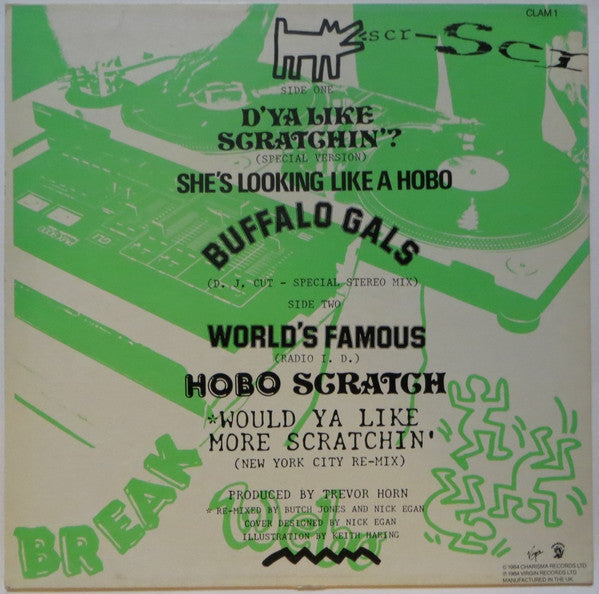 CLAM 1
scr-Scr
SIDE ONE
D'YA LIKE
SCRATCHIN'?
(SPECIAL VERSION)
SHE'S LOOKING LIKE A HOBO
BUFFALO GALS
(D. J. CUT - SPECIAL STEREO MIX)
SIDE TWO
WORLD'S FAMOUS
(RADIO I. D.)
HOBO SCRATCH
*WOULD YA LIKE
MORE SCRATCHIN'
(NEW YORK CITY RE-MIX)
PRODUCED BY TREVOR HORN
* RE-MIXED BY BUTCH JONES AND NICK EGAN
COVER DESIGNED BY NICK EGAN
ILLUSTRATION BY KEITH HARING
BREAK
Virgin
© 1984 CHARISMA RECORDS LTD
℗ 1984 VIRGIN RECORDS LTD
MANUFACTURED IN THE UK